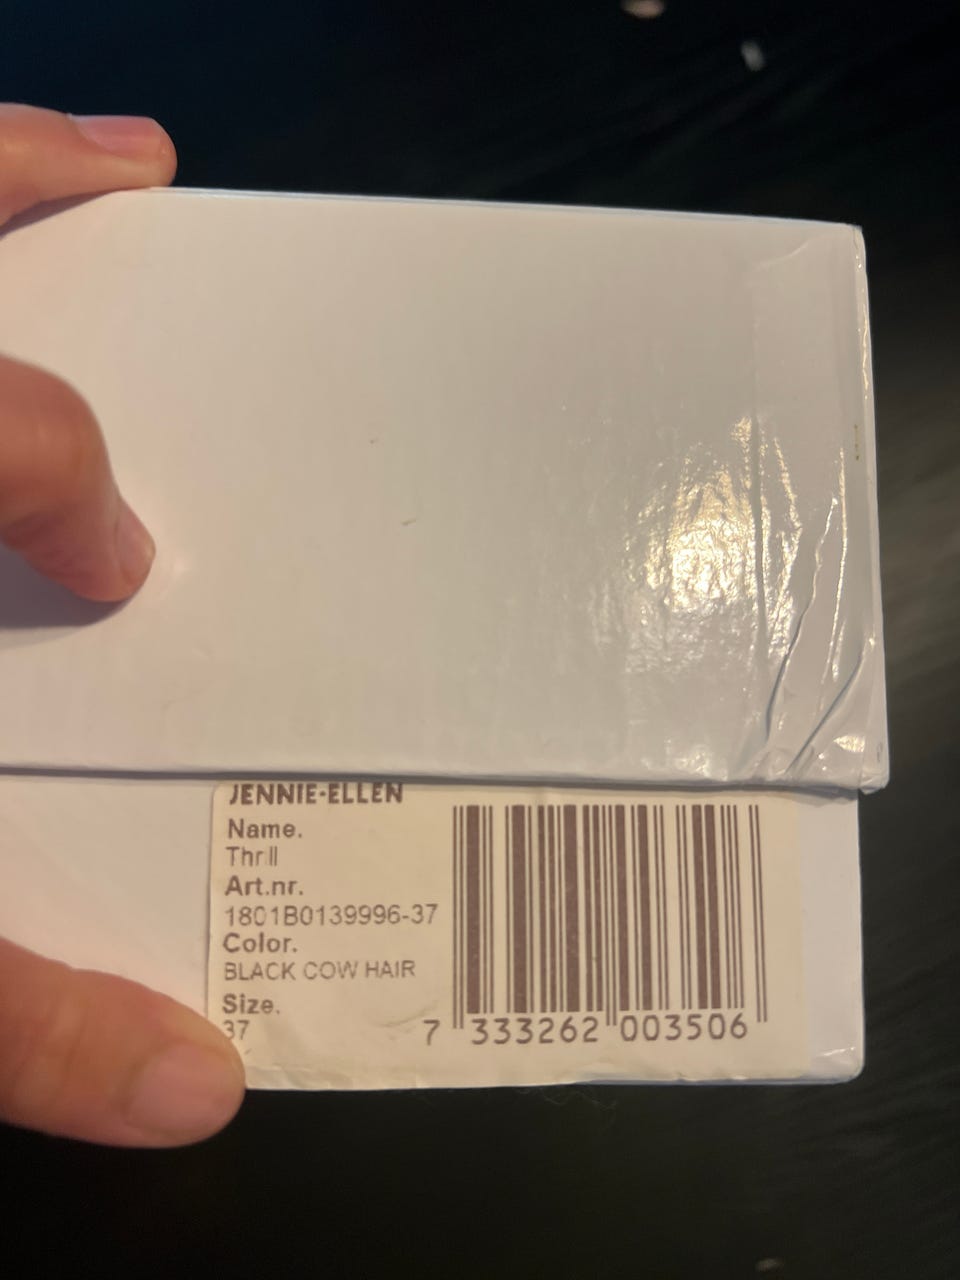 JENNIE-ELLEN
Name.
Thrill
Art.nr.
1801B0139996-37
Color.
BLACK COW HAIR
Size.
37
7 333262 003506